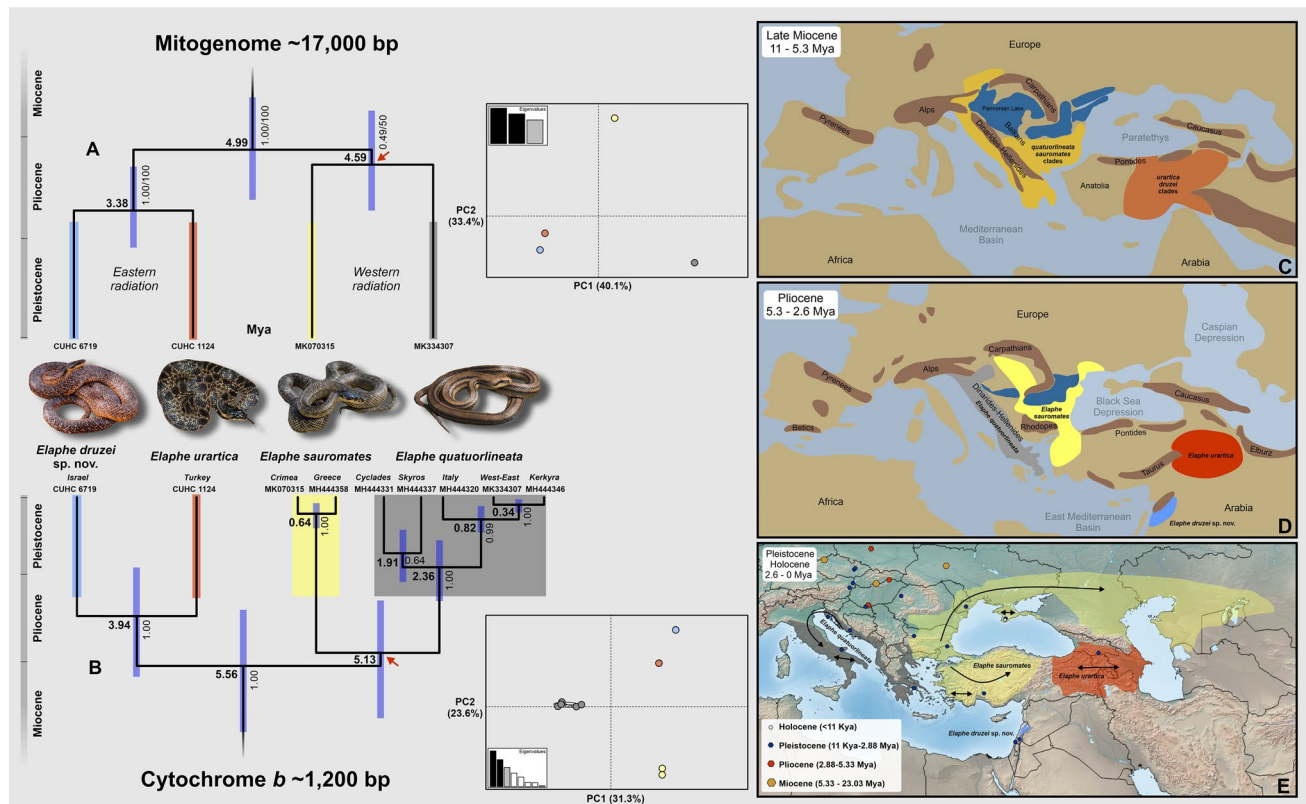 Mitogenome ~17,000 bp
Miocene
Pliocene
Pleistocene
A
4.99
1.00/100
0.49/50
4.59
3.38
1.00/100
Eastern
radiation
Western
radiation
Mya
CUHC 6719
CUHC 1124
MK070315
MK334307
Eigenvalues
PC2
(33.4%)
PC1 (40.1%)
Elaphe druzei
sp. nov.
Elaphe urartica
Elaphe sauromates
Elaphe quatuorlineata
Israel
CUHC 6719
Turkey
CUHC 1124
Crimea
MK070315
Greece
MH444358
Cyclades
MH444331
Skyros
MH444337
Italy
MH444320
West-East
MK334307
Kerkyra
MH444346
Pleistocene
Pliocene
Miocene
0.64
1.00
0.34
1.00
0.82
0.99
1.91
0.64
2.36
1.00
3.94
1.00
5.13
5.56
1.00
B
Cytochrome b ~1,200 bp
PC2
(23.6%)
Eigenvalues
PC1 (31.3%)
Late Miocene
11 - 5.3 Mya
Europe
Alps
Carpathians
Pannonian Lake
Pyrenees
Dinarides-Hellenides
Balkans
quatuorlineata
sauromates
clades
Paratethys
Caucasus
Pontides
Anatolia
urartica
druzei
clades
Mediterranean
Basin
Africa
Arabia
C
Pliocene
5.3 - 2.6 Mya
Europe
Caspian
Depression
Carpathians
Alps
Pyrenees
Dinarides-Hellenides
Elaphe quatuorlineata
Elaphe
sauromates
Black Sea
Depression
Caucasus
Betics
Rhodopes
Pontides
Elaphe urartica
Elburz
Taurus
Africa
East Mediterranean
Basin
Arabia
Elaphe druzei sp. nov.
D
Pleistocene
Holocene
2.6 - 0 Mya
Elaphe quatuorlineata
Elaphe sauromates
Elaphe urartica
Elaphe druzei sp. nov.
Holocene (<11 Kya)
Pleistocene (11 Kya-2.88 Mya)
Pliocene (2.88-5.33 Mya)
Miocene (5.33 - 23.03 Mya)
E